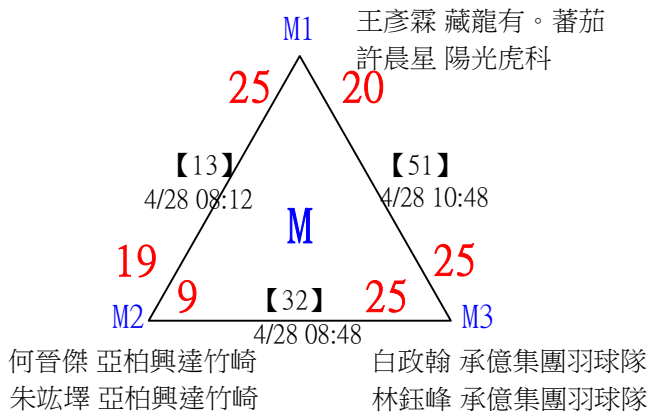 M1
王彥霖 藏龍有。蕃茄
許晨星 陽光虎科
25
20
【13】
4/28 08:12
【51】
4/28 10:48
M
19
25
9
【32】
25
M2
4/28 08:48
M3
何晉傑 亞柏興達竹崎
朱竑墿 亞柏興達竹崎
白政翰 承億集團羽球隊
林鈺峰 承億集團羽球隊